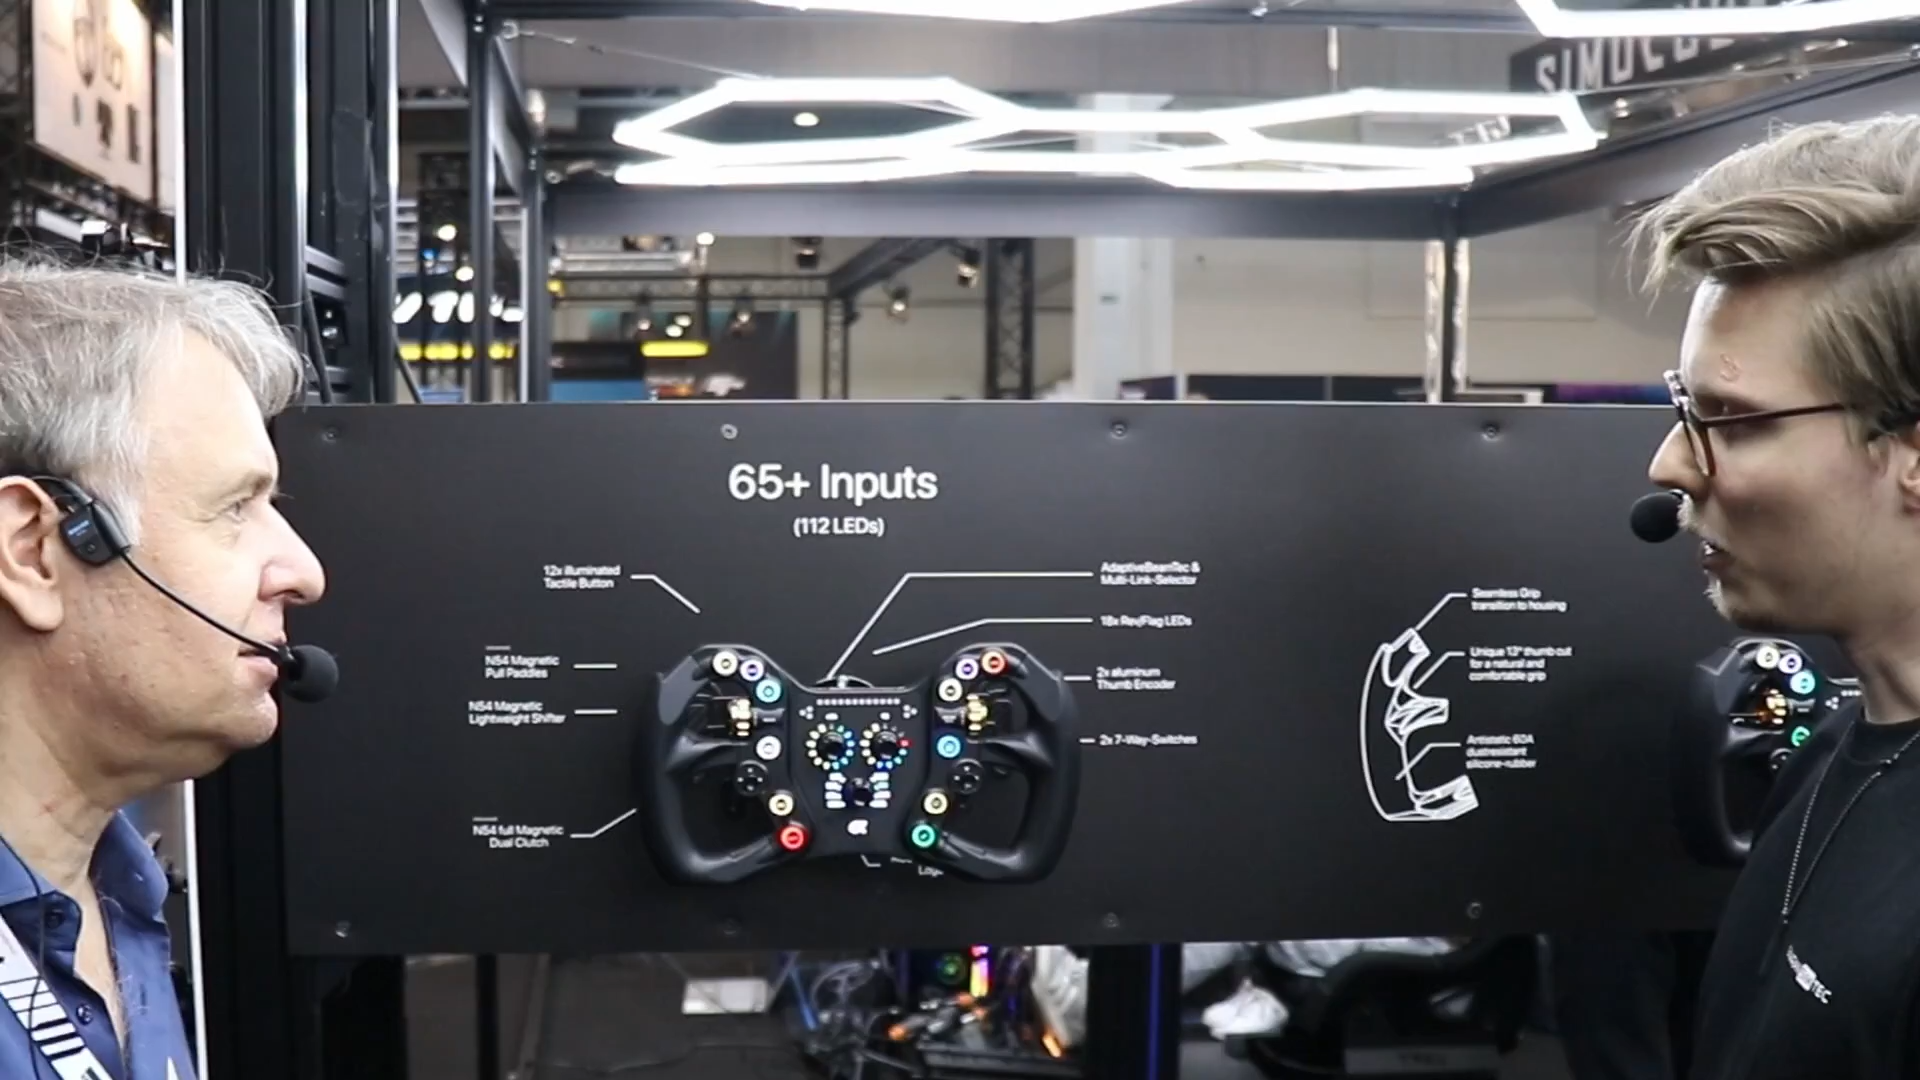 65+ Inputs
(112 LEDs)
12x illuminated
Tactile Button
AdaptiveBeamTec &
Multi-Link-Selector
18x Rev/Flag LEDs
N54 Magnetic
Pull Paddles
N54 Magnetic
Lightweight Shifter
2x aluminum
Thumb Encoder
2x 7-Way-Switches
N54 full Magnetic
Dual Clutch
Seamless Grip
transition to housing
Unique 13° thumb cut
for a natural and
comfortable grip
Antistatic 60A
dustresistant
silicone-rubber